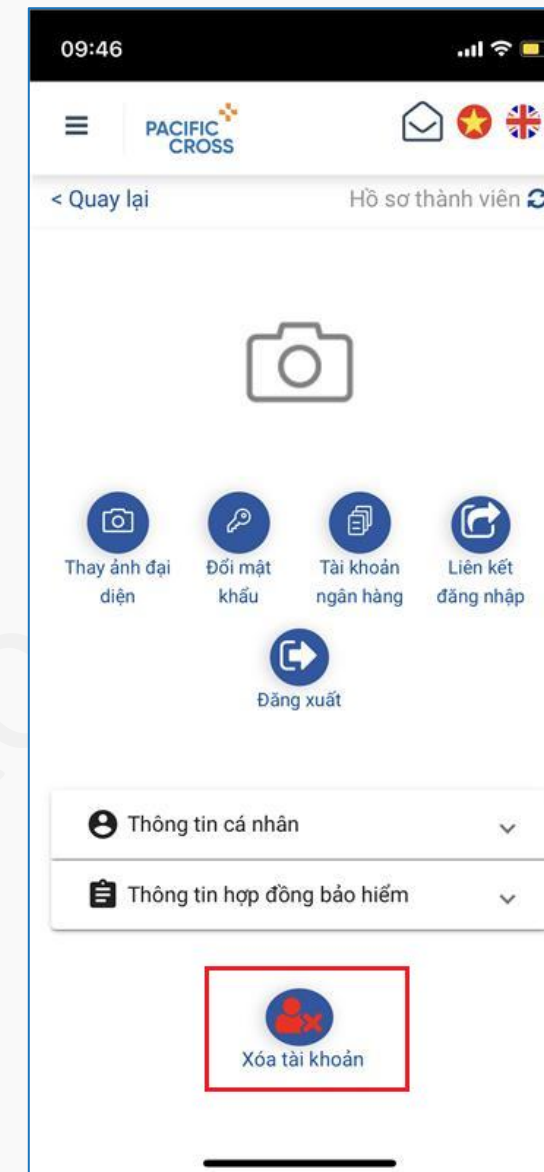 09:46
PACIFIC
CROSS
< Quay lại
Hồ sơ thành viên
Thay ảnh đại
diện
Đổi mật
khẩu
Tài khoản
ngân hàng
Liên kết
đăng nhập
Đăng xuất
Thông tin cá nhân
Thông tin hợp đồng bảo hiểm
Xóa tài khoản